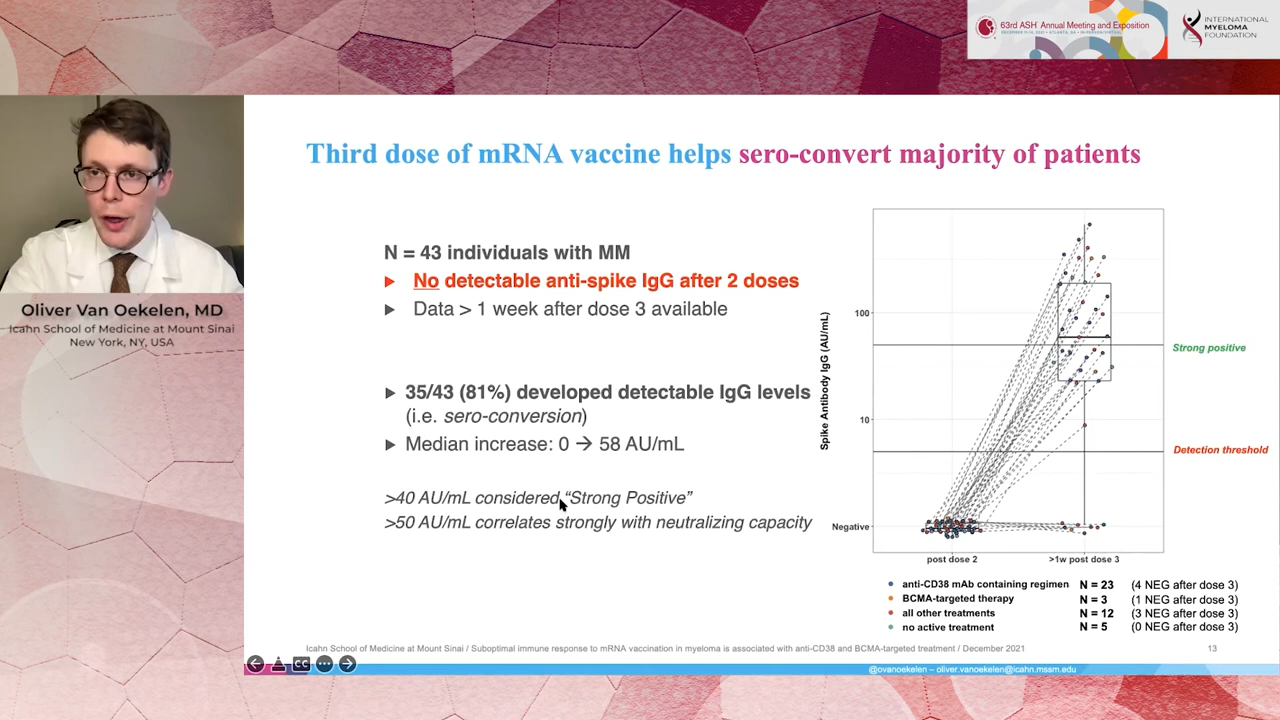 63rd ASH Annual Meeting and Exposition
INTERNATIONAL
MYELOMA
FOUNDATION
Oliver Van Oekelen, MD
Icahn School of Medicine at Mount Sinai
New York, NY, USA
Third dose of mRNA vaccine helps sero-convert majority of patients
N = 43 individuals with MM
No detectable anti-spike IgG after 2 doses
Data > 1 week after dose 3 available
35/43 (81%) developed detectable IgG levels
(i.e. sero-conversion)
Median increase: 0 → 58 AU/mL
>40 AU/mL considered “Strong Positive”
>50 AU/mL correlates strongly with neutralizing capacity
Spike Antibody IgG (AU/mL)
100
10
Negative
post dose 2
>1w post dose 3
Strong positive
Detection threshold
anti-CD38 mAb containing regimen N = 23 (4 NEG after dose 3)
BCMA-targeted therapy N = 3 (1 NEG after dose 3)
all other treatments N = 12 (3 NEG after dose 3)
no active treatment N = 5 (0 NEG after dose 3)
Icahn School of Medicine at Mount Sinai / Suboptimal immune response to mRNA vaccination in myeloma is associated with anti-CD38 and BCMA-targeted treatment / December 2021
13
CC
@ovanoekelen – oliver.vanoekelen@icahn.mssm.edu